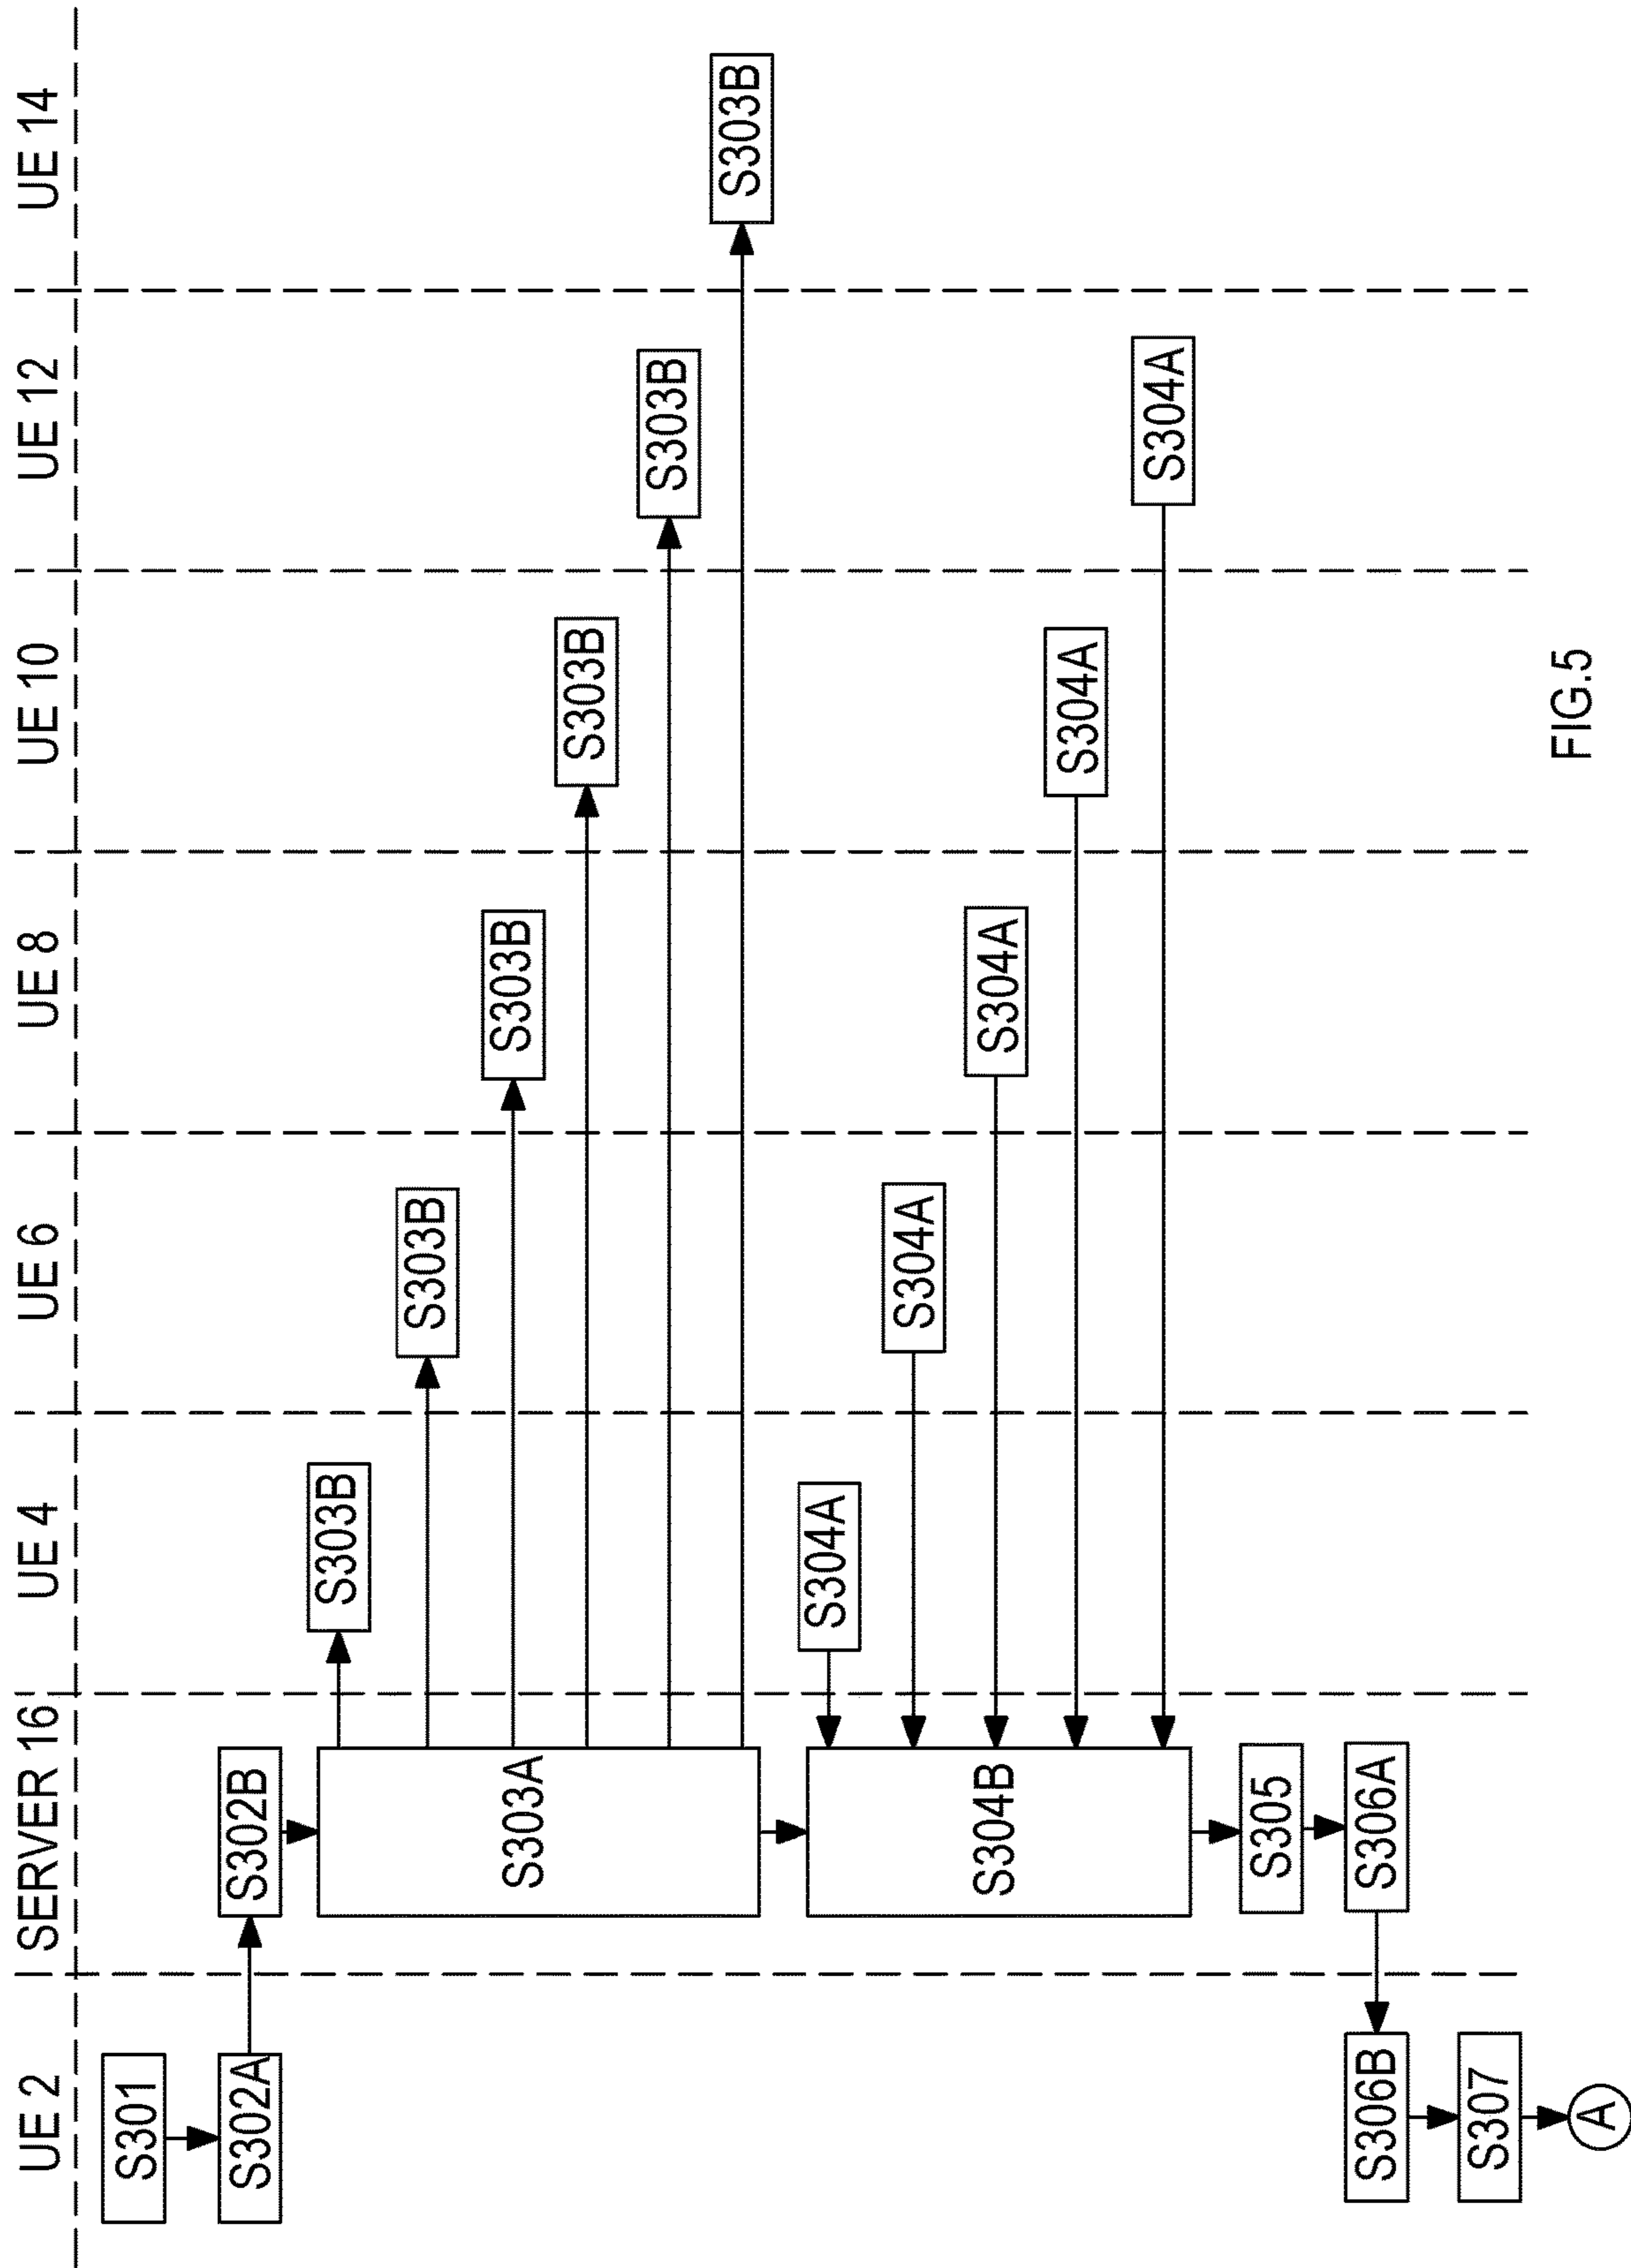 UE 2
SERVER 16
UE 4
UE 6
UE 8
UE 10
UE 12
UE 14
S301
S302A
S302B
S303A
S303B
S303B
S303B
S303B
S303B
S303B
S304A
S304B
S304A
S304A
S304A
S304A
S305
S306A
S306B
S307
A
FIG.5